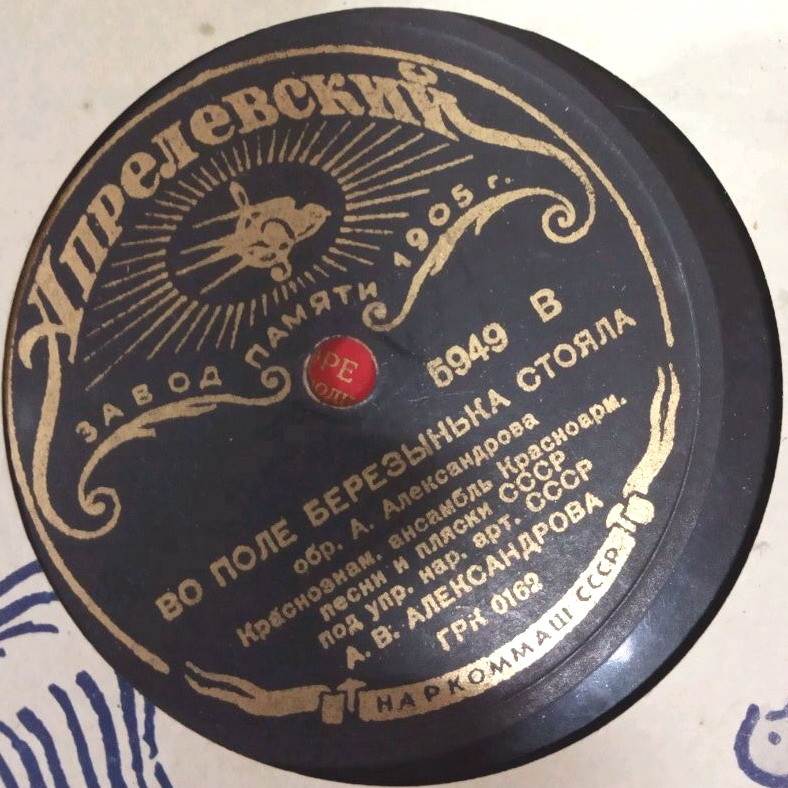 Апрелевский
ЗАВОД ПАМЯТИ 1905 г.
5949 В
ВО ПОЛЕ БЕРЕЗЫНЬКА СТОЯЛА
обр. А. Александрова
Краснознам. ансамбль Красноарм.
песни и пляски СССР
под упр. нар. арт. СССР
А. В. АЛЕКСАНДРОВА
ГРК 0162
НАРКОММАШ СССР